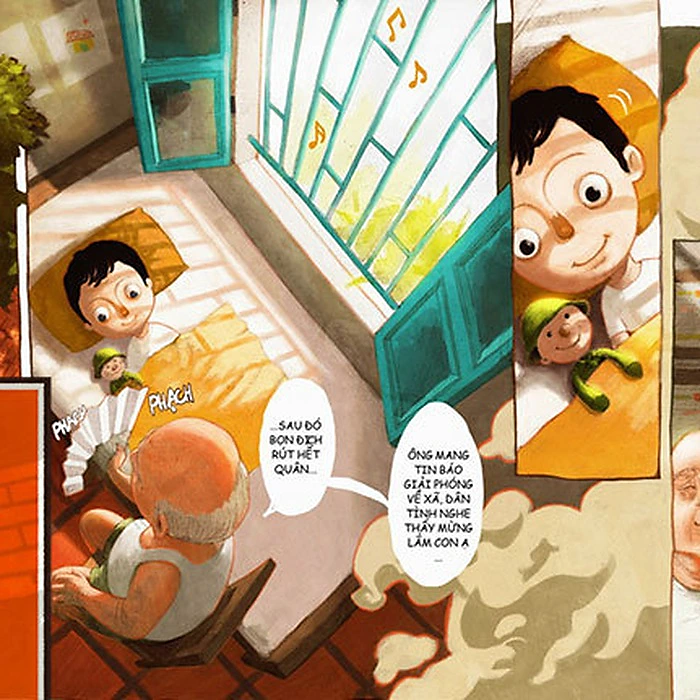 PHẠCH
PHẠCH
...SAU ĐÓ
BỌN ĐỊCH
RÚT HẾT
QUÂN...
ÔNG MANG
TIN BÁO
GIẢI PHÓNG
VỀ XÃ, DÂN
TÌNH NGHE
THẤY MỪNG
LẮM CON Ạ
...